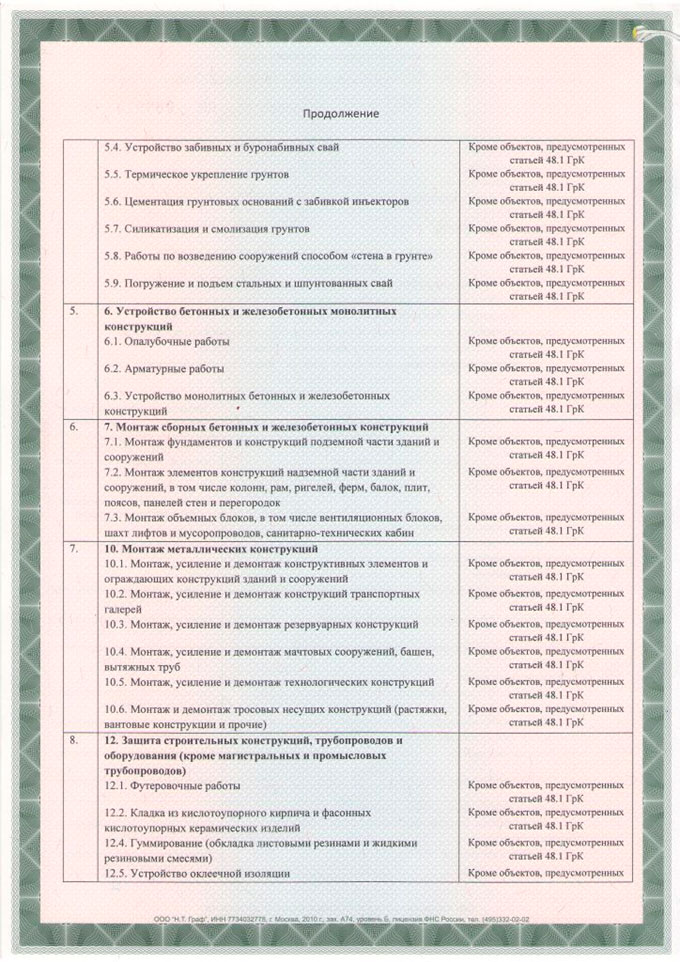 Продолжение
5.4. Устройство забивных и буронабивных свай Кроме объектов, предусмотренных
статьей 48.1 ГрК
5.5. Термическое укрепление грунтов Кроме объектов, предусмотренных
статьей 48.1 ГрК
5.6. Цементация грунтовых оснований с забивкой инъекторов Кроме объектов, предусмотренных
статьей 48.1 ГрК
5.7. Силикатизация и смолизация грунтов Кроме объектов, предусмотренных
статьей 48.1 ГрК
5.8. Работы по возведению сооружений способом «стена в грунте» Кроме объектов, предусмотренных
статьей 48.1 ГрК
5.9. Погружение и подъем стальных и шпунтованных свай Кроме объектов, предусмотренных
статьей 48.1 ГрК
5. 6. Устройство бетонных и железобетонных монолитных
конструкций
6.1. Опалубочные работы Кроме объектов, предусмотренных
статьей 48.1 ГрК
6.2. Арматурные работы Кроме объектов, предусмотренных
статьей 48.1 ГрК
6.3. Устройство монолитных бетонных и железобетонных Кроме объектов, предусмотренных
конструкций статьей 48.1 ГрК
6. 7. Монтаж сборных бетонных и железобетонных конструкций
7.1. Монтаж фундаментов и конструкций подземной части зданий и Кроме объектов, предусмотренных
сооружений статьей 48.1 ГрК
7.2. Монтаж элементов конструкций надземной части зданий и Кроме объектов, предусмотренных
сооружений, в том числе колонн, рам, ригелей, ферм, балок, плит, статьей 48.1 ГрК
поясов, панелей стен и перегородок
7.3. Монтаж объемных блоков, в том числе вентиляционных блоков, Кроме объектов, предусмотренных
шахт лифтов и мусоропроводов, санитарно-технических кабин статьей 48.1 ГрК
7. 10. Монтаж металлических конструкций
10.1. Монтаж, усиление и демонтаж конструктивных элементов и Кроме объектов, предусмотренных
ограждающих конструкций зданий и сооружений статьей 48.1 ГрК
10.2. Монтаж, усиление и демонтаж конструкций транспортных Кроме объектов, предусмотренных
галерей статьей 48.1 ГрК
10.3. Монтаж, усиление и демонтаж резервуарных конструкций Кроме объектов, предусмотренных
статьей 48.1 ГрК
10.4. Монтаж, усиление и демонтаж мачтовых сооружений, башен, Кроме объектов, предусмотренных
вытяжных труб статьей 48.1 ГрК
10.5. Монтаж, усиление и демонтаж технологических конструкций Кроме объектов, предусмотренных
статьей 48.1 ГрК
10.6. Монтаж и демонтаж тросовых несущих конструкций (растяжки, Кроме объектов, предусмотренных
вантовые конструкции и прочие) статьей 48.1 ГрК
8. 12. Защита строительных конструкций, трубопроводов и
оборудования (кроме магистральных и промысловых
трубопроводов)
12.1. Футеровочные работы Кроме объектов, предусмотренных
статьей 48.1 ГрК
12.2. Кладка из кислотоупорного кирпича и фасонных Кроме объектов, предусмотренных
кислотоупорных керамических изделий статьей 48.1 ГрК
12.4. Гуммирование (обкладка листовыми резинами и жидкими Кроме объектов, предусмотренных
резиновыми смесями) статьей 48.1 ГрК
12.5. Устройство оклеечной изоляции Кроме объектов, предусмотренных
ООО "Н.Т. Граф", ИНН 7734032778, г. Москва, 2010 г., зак. А74, уровень Б, лицензия ФНС России, тел. (495)332-02-02